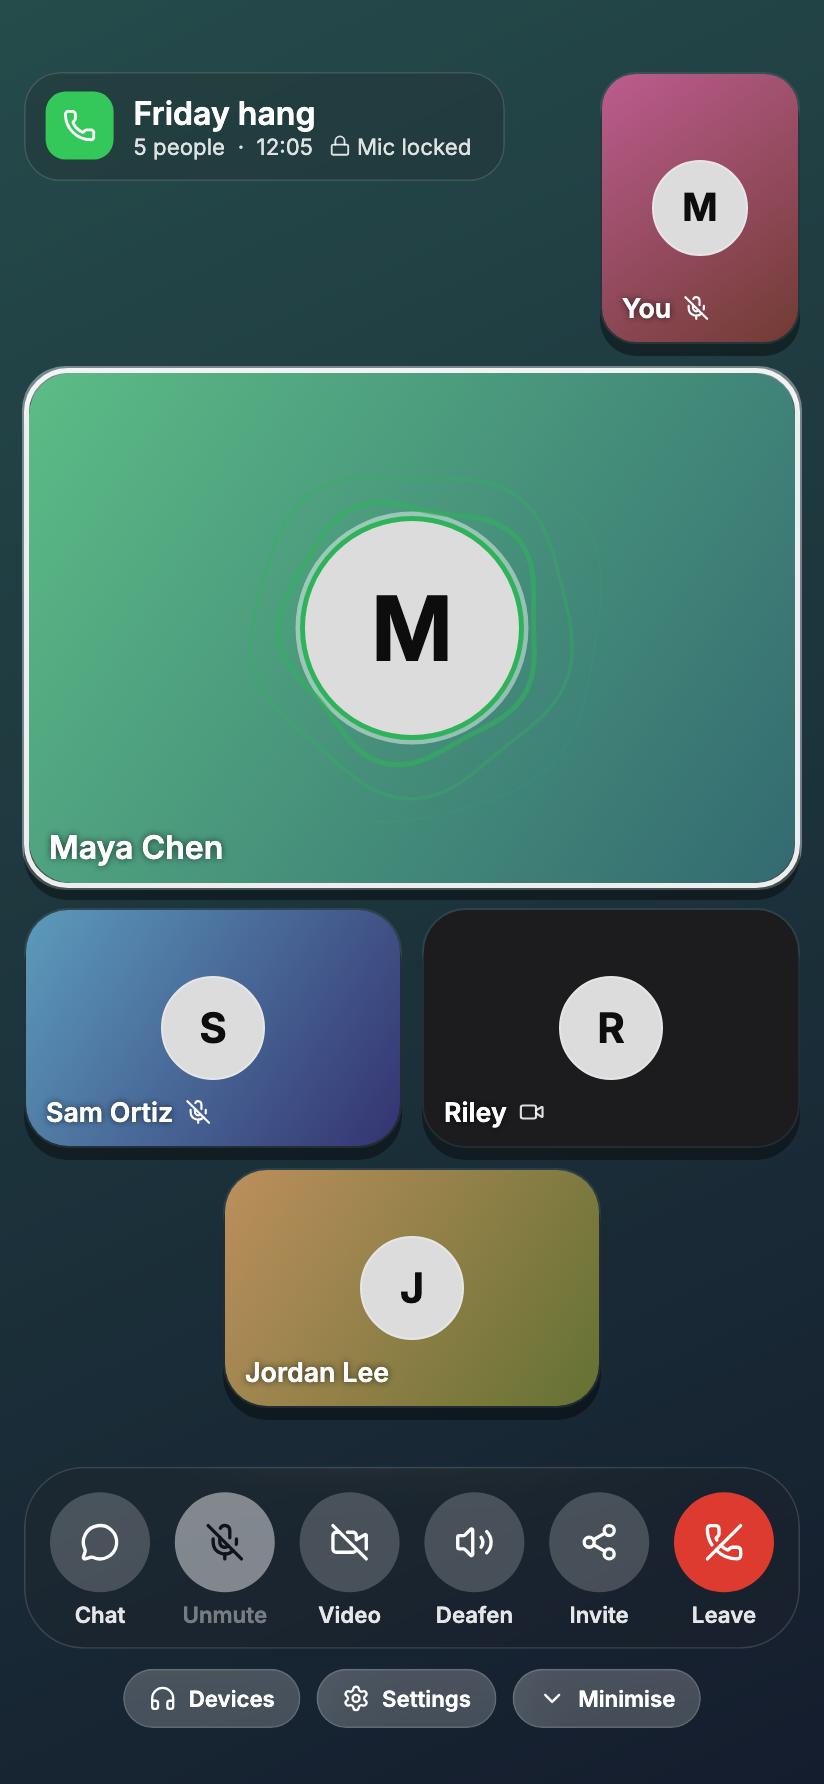 Friday hang
5 people · 12:05 Mic locked
M
You
M
Maya Chen
S
Sam Ortiz
R
Riley
J
Jordan Lee
Chat Unmute Video Deafen Invite Leave
Devices Settings Minimise